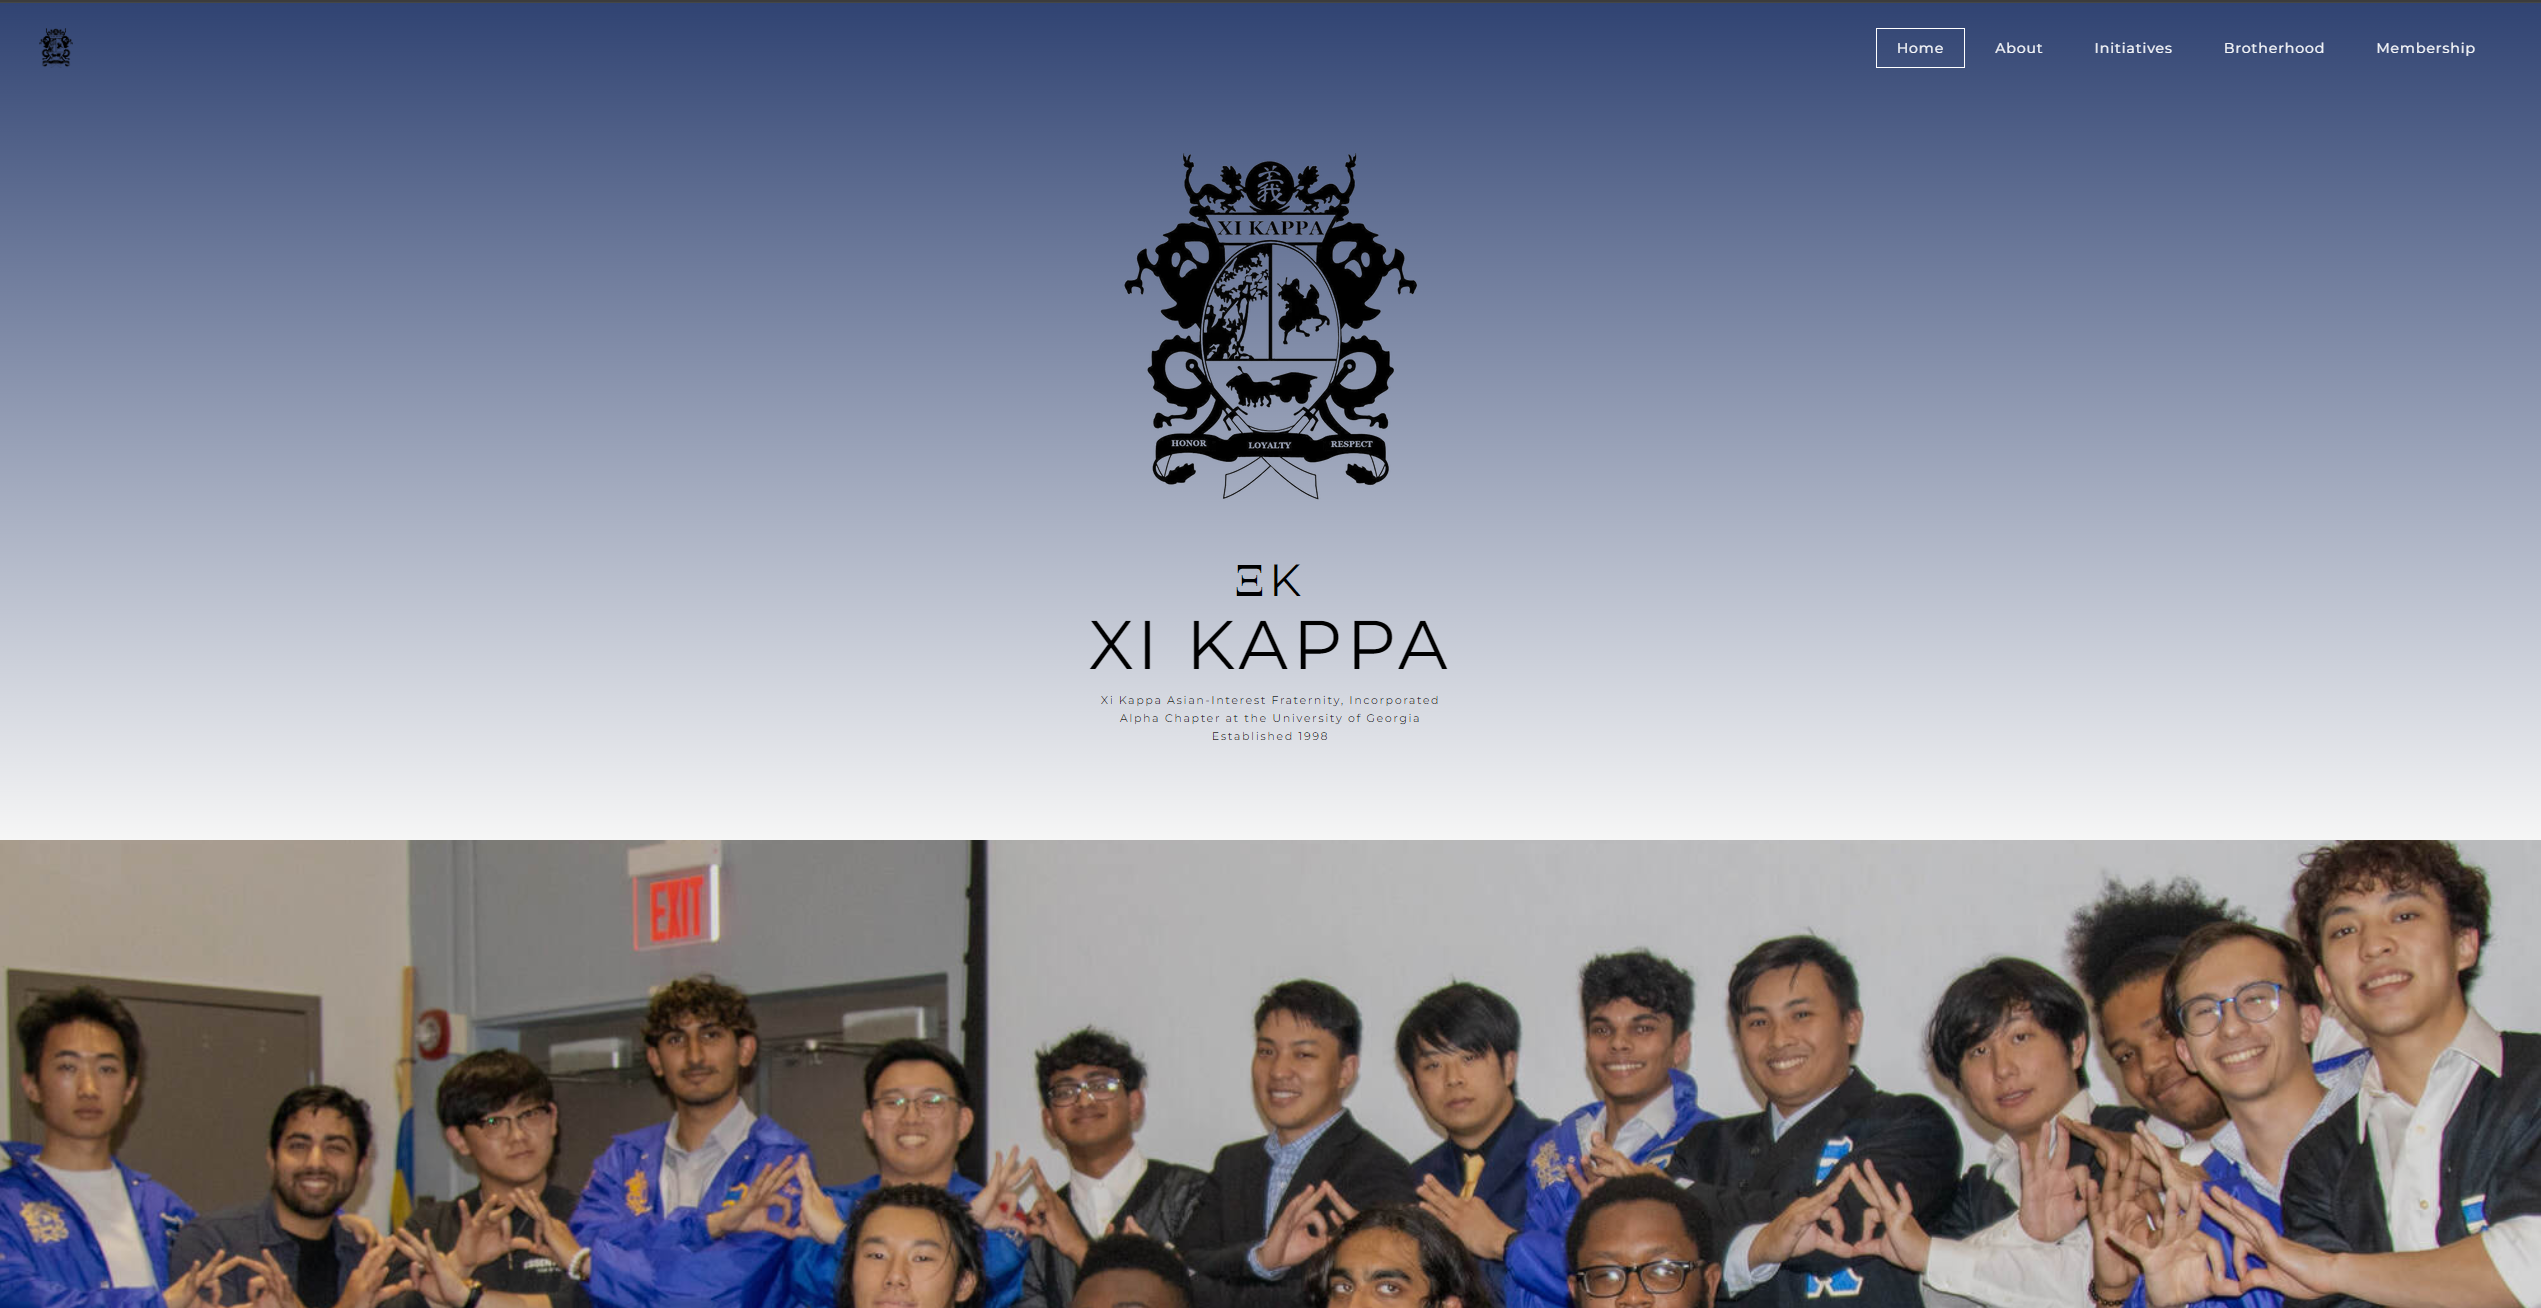 Home About Initiatives Brotherhood Membership
義
XI KAPPA
HONOR LOYALTY RESPECT
ΞK
XI KAPPA
Xi Kappa Asian-Interest Fraternity, Incorporated
Alpha Chapter at the University of Georgia
Established 1998
EXIT